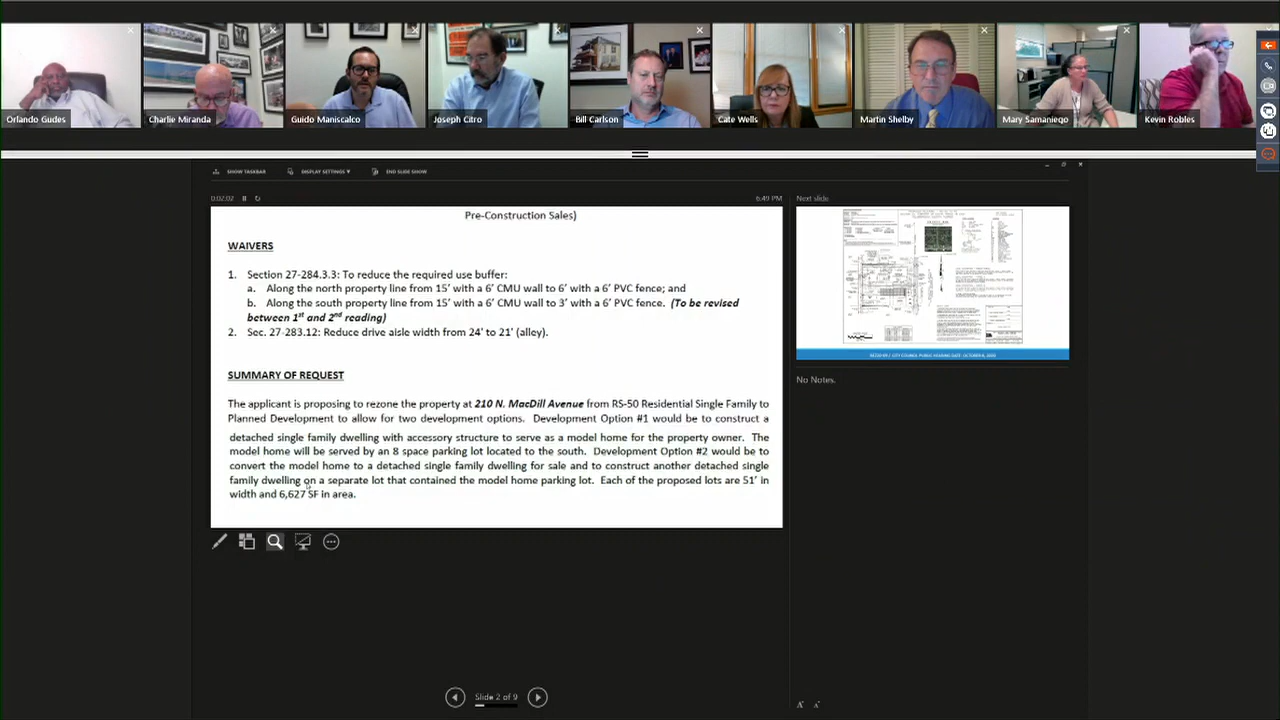 Orlando Gudes
Charlie Miranda
Guido Maniscalco
Joseph Citro
Bill Carlson
Cate Wells
Martin Shelby
Mary Samaniego
Kevin Robles
SHOW TASKBAR
DISPLAY SETTINGS ▼
END SLIDE SHOW
0:02:02
6:49 PM
Next slide
Pre-Construction Sales)
WAIVERS
1. Section 27-284.3.3: To reduce the required use buffer:
a. Along the north property line from 15' with a 6' CMU wall to 6' with a 6' PVC fence; and
b. Along the south property line from 15' with a 6' CMU wall to 3' with a 6' PVC fence. (To be revised
between 1st and 2nd reading)
2. Sec. 27-283.12: Reduce drive aisle width from 24' to 21' (alley).
SUMMARY OF REQUEST
The applicant is proposing to rezone the property at 210 N. MacDill Avenue from RS-50 Residential Single Family to
Planned Development to allow for two development options. Development Option #1 would be to construct a
detached single family dwelling with accessory structure to serve as a model home for the property owner. The
model home will be served by an 8 space parking lot located to the south. Development Option #2 would be to
convert the model home to a detached single family dwelling for sale and to construct another detached single
family dwelling on a separate lot that contained the model home parking lot. Each of the proposed lots are 51' in
width and 6,627 SF in area.
No Notes.
Slide 2 of 9